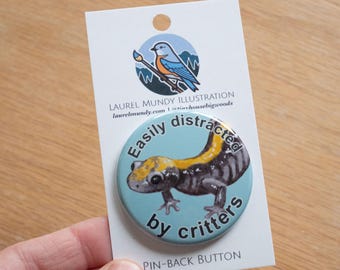 LAUREL MUNDY ILLUSTRATION
laurelmundy.com
Easily distracted
by critters
PIN-BACK BUTTON